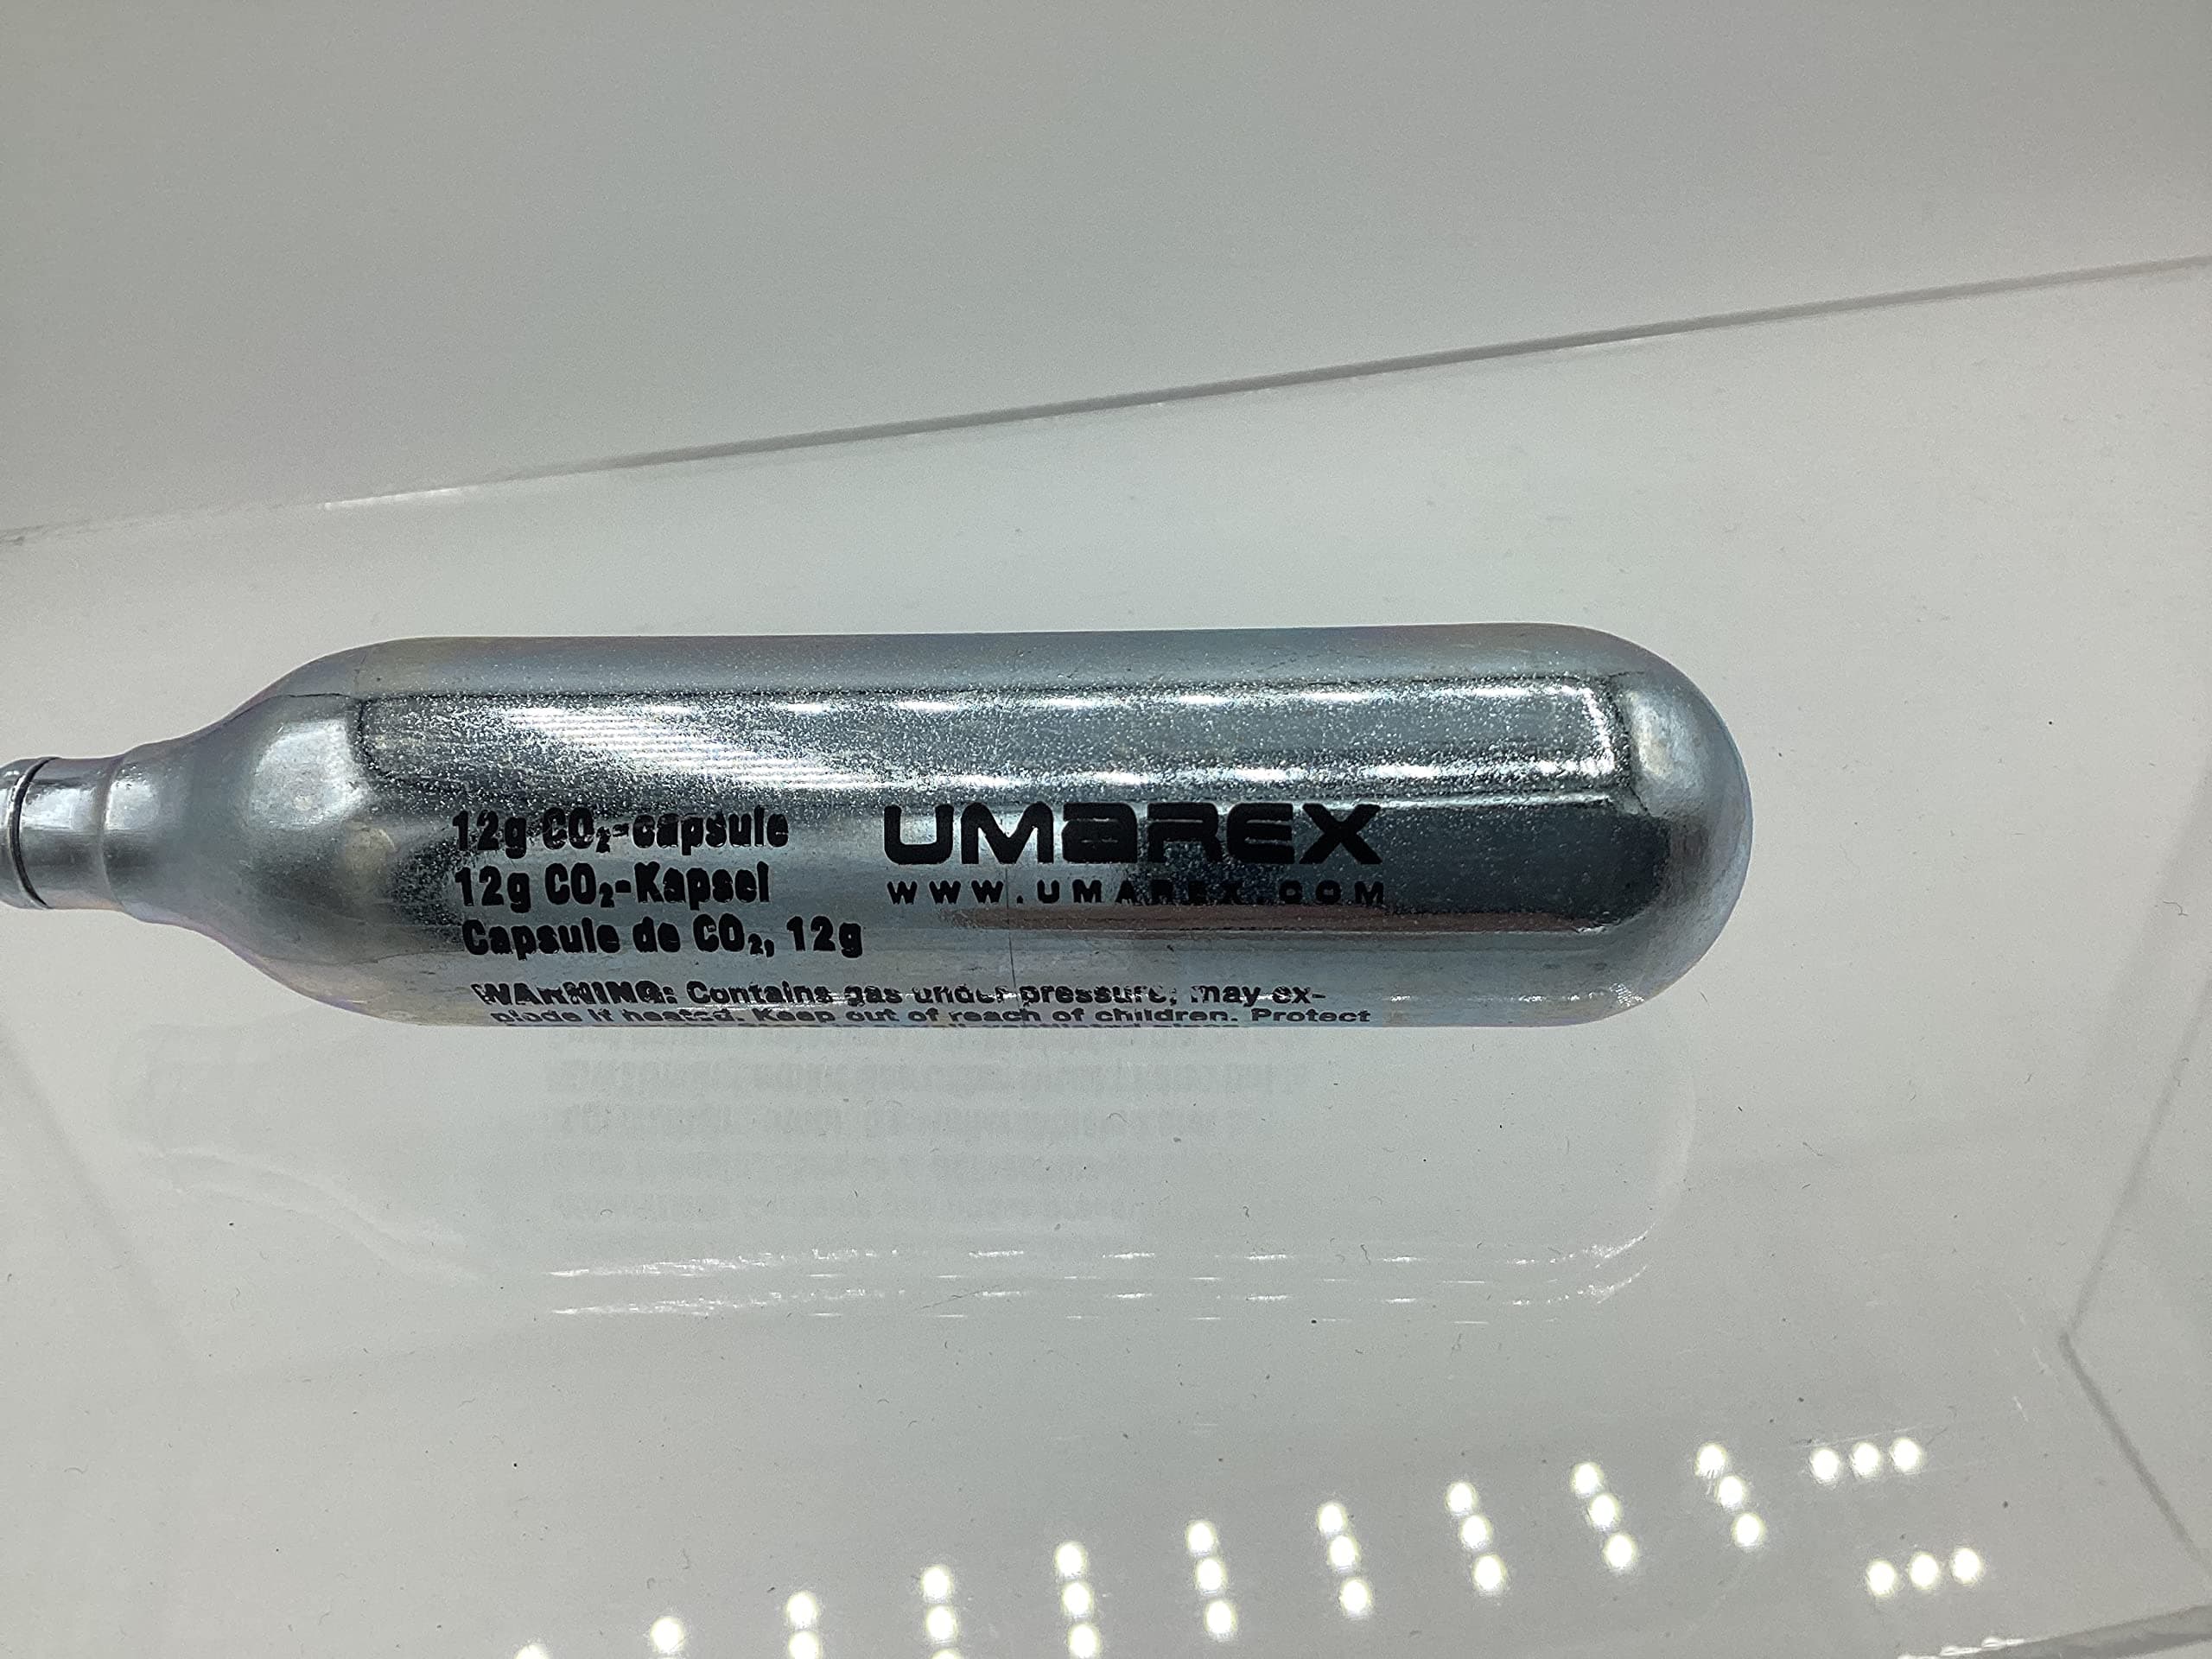 12g CO₂-capsule
12g CO₂-Kapsel
Capsule de CO₂, 12g
UMAREX
WWW.UMAREX.COM
WARNING: Contains gas under pressure; may ex-
plode if heated. Keep out of reach of children. Protect